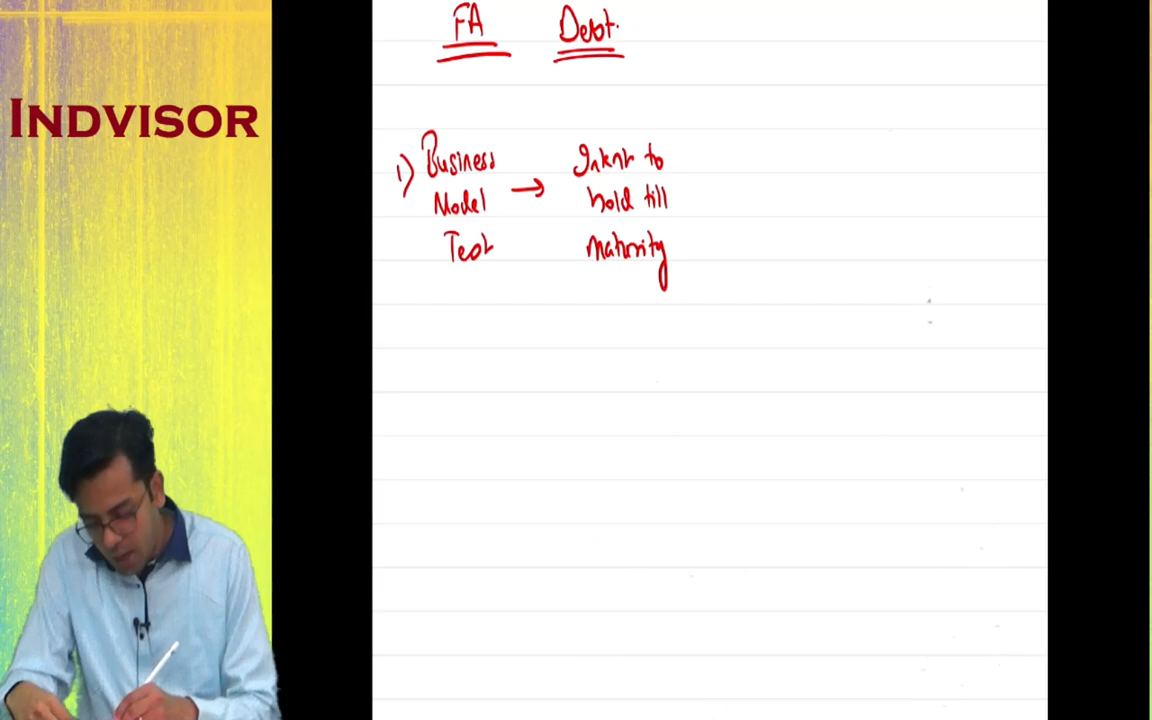 INDVISOR
FA Debt.
1) Business Model Test → Intent to hold till maturity